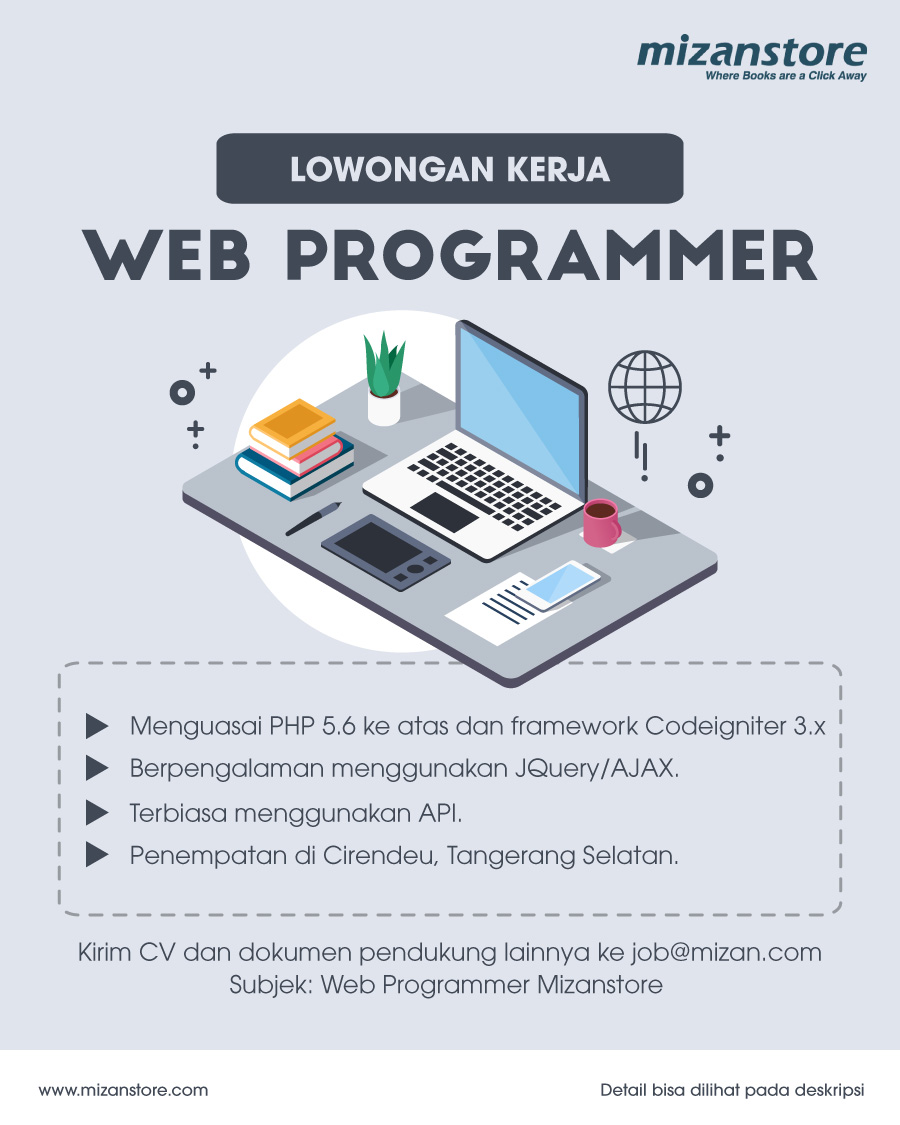 mizanstore
Where Books are a Click Away
LOWONGAN KERJA
WEB PROGRAMMER
Menguasai PHP 5.6 ke atas dan framework Codeigniter 3.x
Berpengalaman menggunakan JQuery/AJAX.
Terbiasa menggunakan API.
Penempatan di Cirendeu, Tangerang Selatan.
Kirim CV dan dokumen pendukung lainnya ke job@mizan.com
Subjek: Web Programmer Mizanstore
www.mizanstore.com
Detail bisa dilihat pada deskripsi